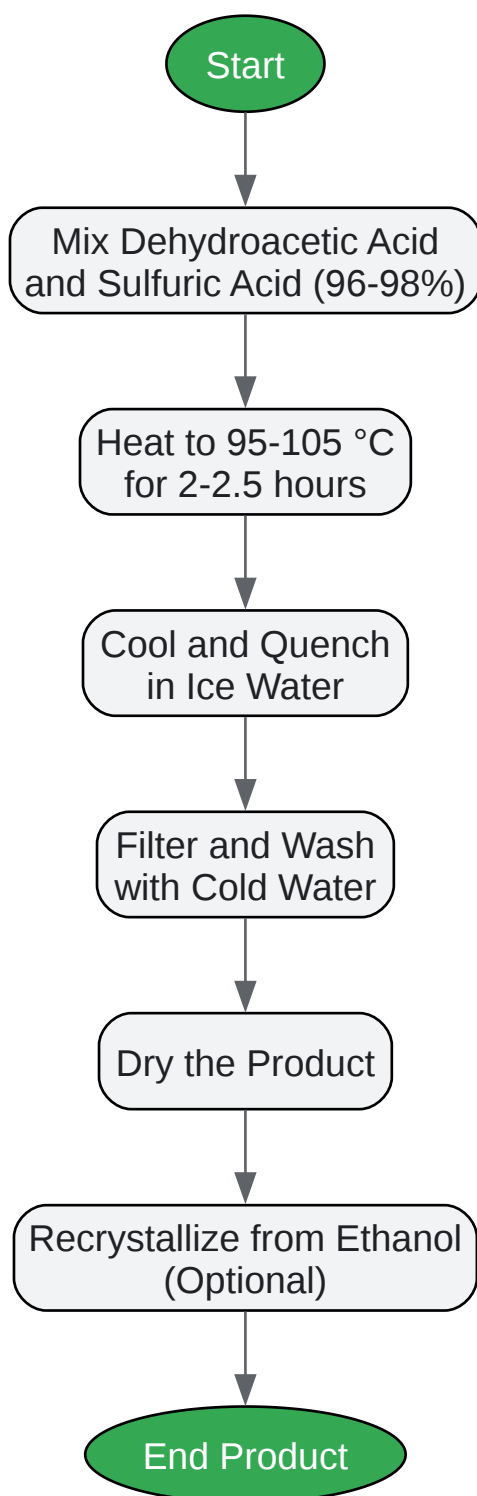 Start
Mix Dehydroacetic Acid
and Sulfuric Acid (96-98%)
Heat to 95-105 °C
for 2-2.5 hours
Cool and Quench
in Ice Water
Filter and Wash
with Cold Water
Dry the Product
Recrystallize from Ethanol
(Optional)
End Product